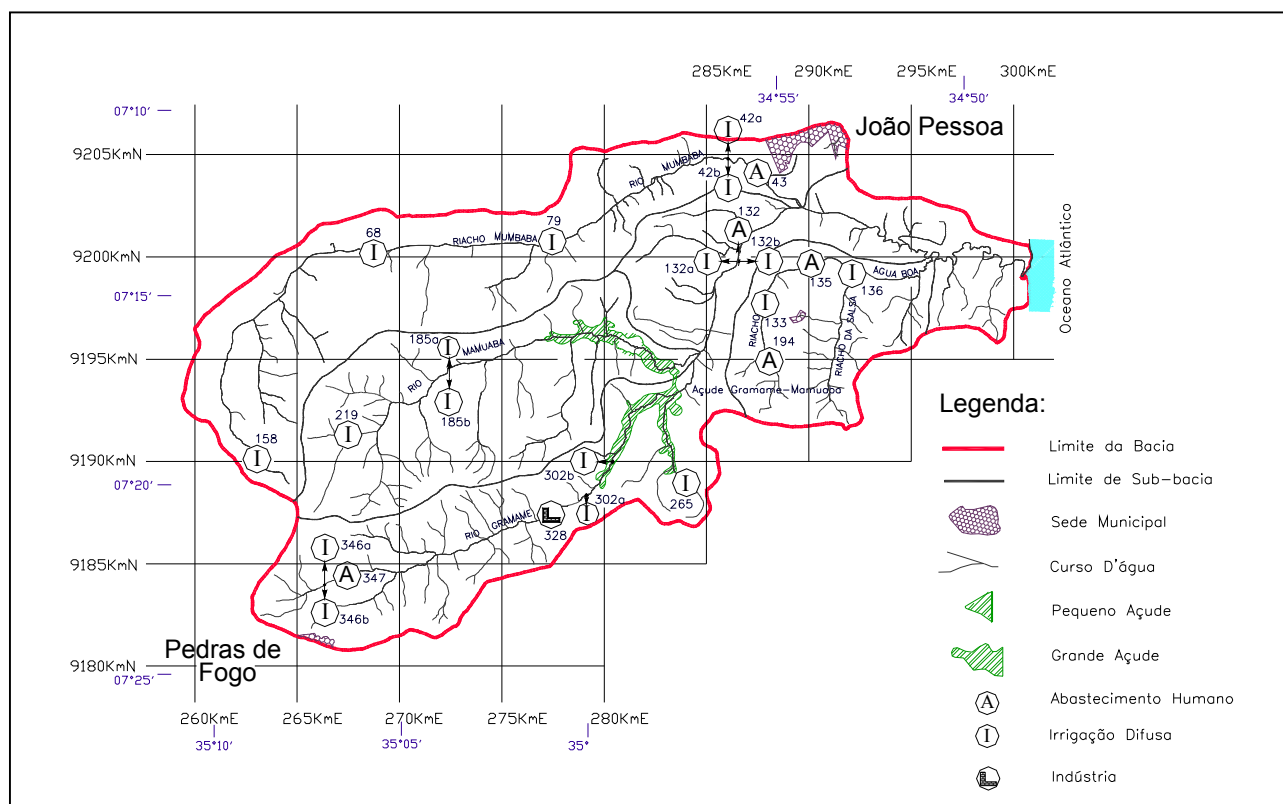 285KmE 290KmE 295KmE 300KmE
34°55' 34°50'
07°10'
42a
João Pessoa
9205KmN
RIO MUMBABA
42b
A
43
I
I
132
A
79
68
I
I
RIACHO MUMBABA
132b
9200KmN
132a
I
I
A
I
AGUA BOA
135
136
Oceano Atlântico
07°15'
I
133
RIACHO
RIACHO DA SALSA
185a
I
194
A
9195KmN
RIO MAMUABA
I
185b
Açude Gramame-Mamuaba
219
I
158
I
9190KmN
I
302b
07°20'
I
265
302a
I
RIO GRAMAME
328
346a
I
9185KmN
A
347
I
346b
Pedras de
Fogo
9180KmN
07°25'
260KmE 265KmE 270KmE 275KmE 280KmE
35°10' 35°05' 35°
Legenda:
Limite da Bacia
Limite de Sub-bacia
Sede Municipal
Curso D'água
Pequeno Açude
Grande Açude
A Abastecimento Humano
I Irrigação Difusa
Indústria